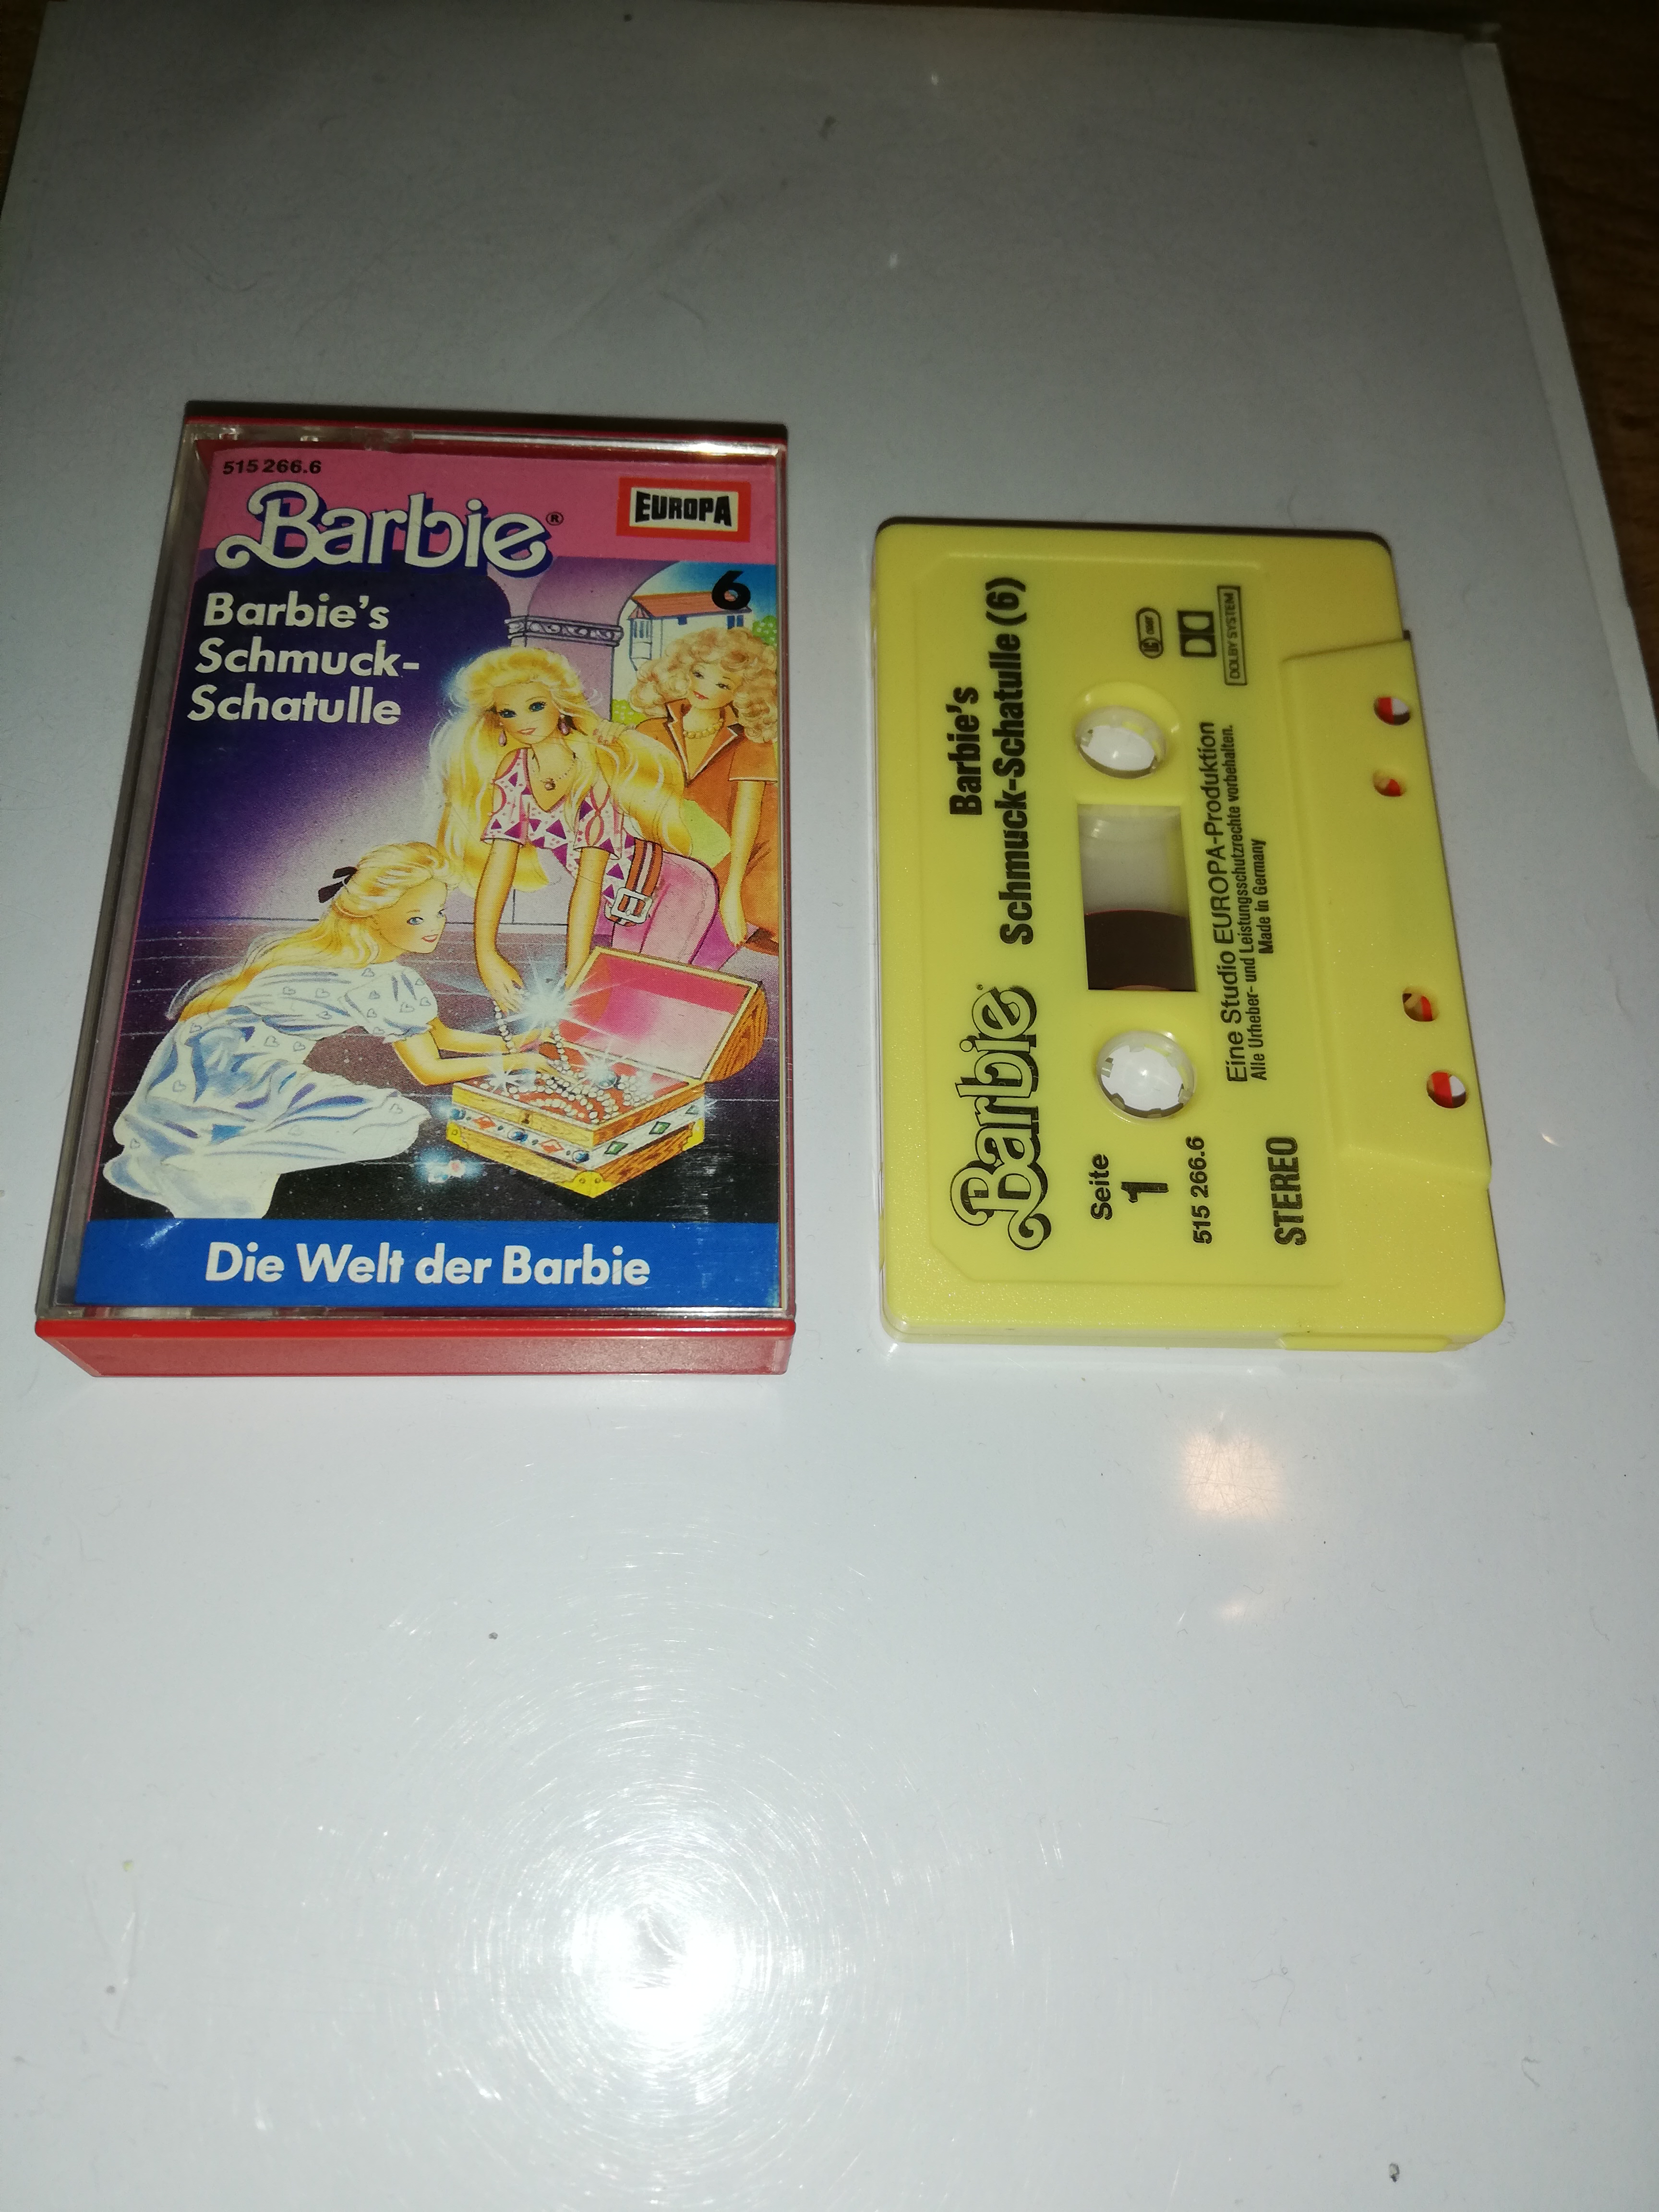 515 266.6
Barbie®
EUROPA
6
Barbie's
Schmuck-
Schatulle
Die Welt der Barbie
Barbie®
Barbie's
Schmuck-Schatulle (6)
Seite
1
515 266.6
STEREO
Eine Studio EUROPA-Produktion
Alle Urheber- und Leistungsschutzrechte vorbehalten.
Made in Germany
DOLBY SYSTEM